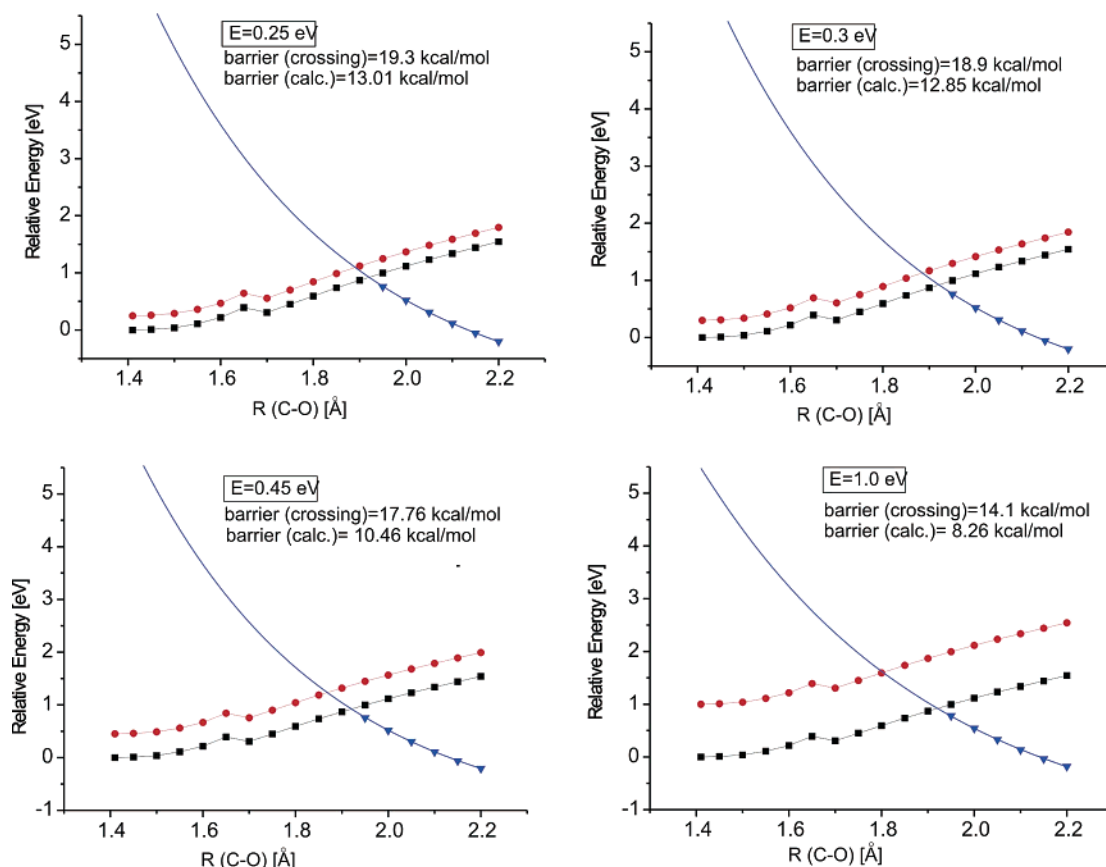 E=0.25 eV
barrier (crossing)=19.3 kcal/mol
barrier (calc.)=13.01 kcal/mol
Relative Energy [eV]
5
4
3
2
1
0
1.4 1.6 1.8 2.0 2.2
R (C-O) [Å]
E=0.3 eV
barrier (crossing)=18.9 kcal/mol
barrier (calc.)=12.85 kcal/mol
Relative Energy [eV]
5
4
3
2
1
0
1.4 1.6 1.8 2.0 2.2
R (C-O) [Å]
E=0.45 eV
barrier (crossing)=17.76 kcal/mol
barrier (calc.)= 10.46 kcal/mol
Relative Energy [eV]
5
4
3
2
1
0
-1
1.4 1.6 1.8 2.0 2.2
R (C-O) [Å]
E=1.0 eV
barrier (crossing)=14.1 kcal/mol
barrier (calc.)= 8.26 kcal/mol
Relative Energy [eV]
5
4
3
2
1
0
-1
1.4 1.6 1.8 2.0 2.2
R (C-O) [Å]